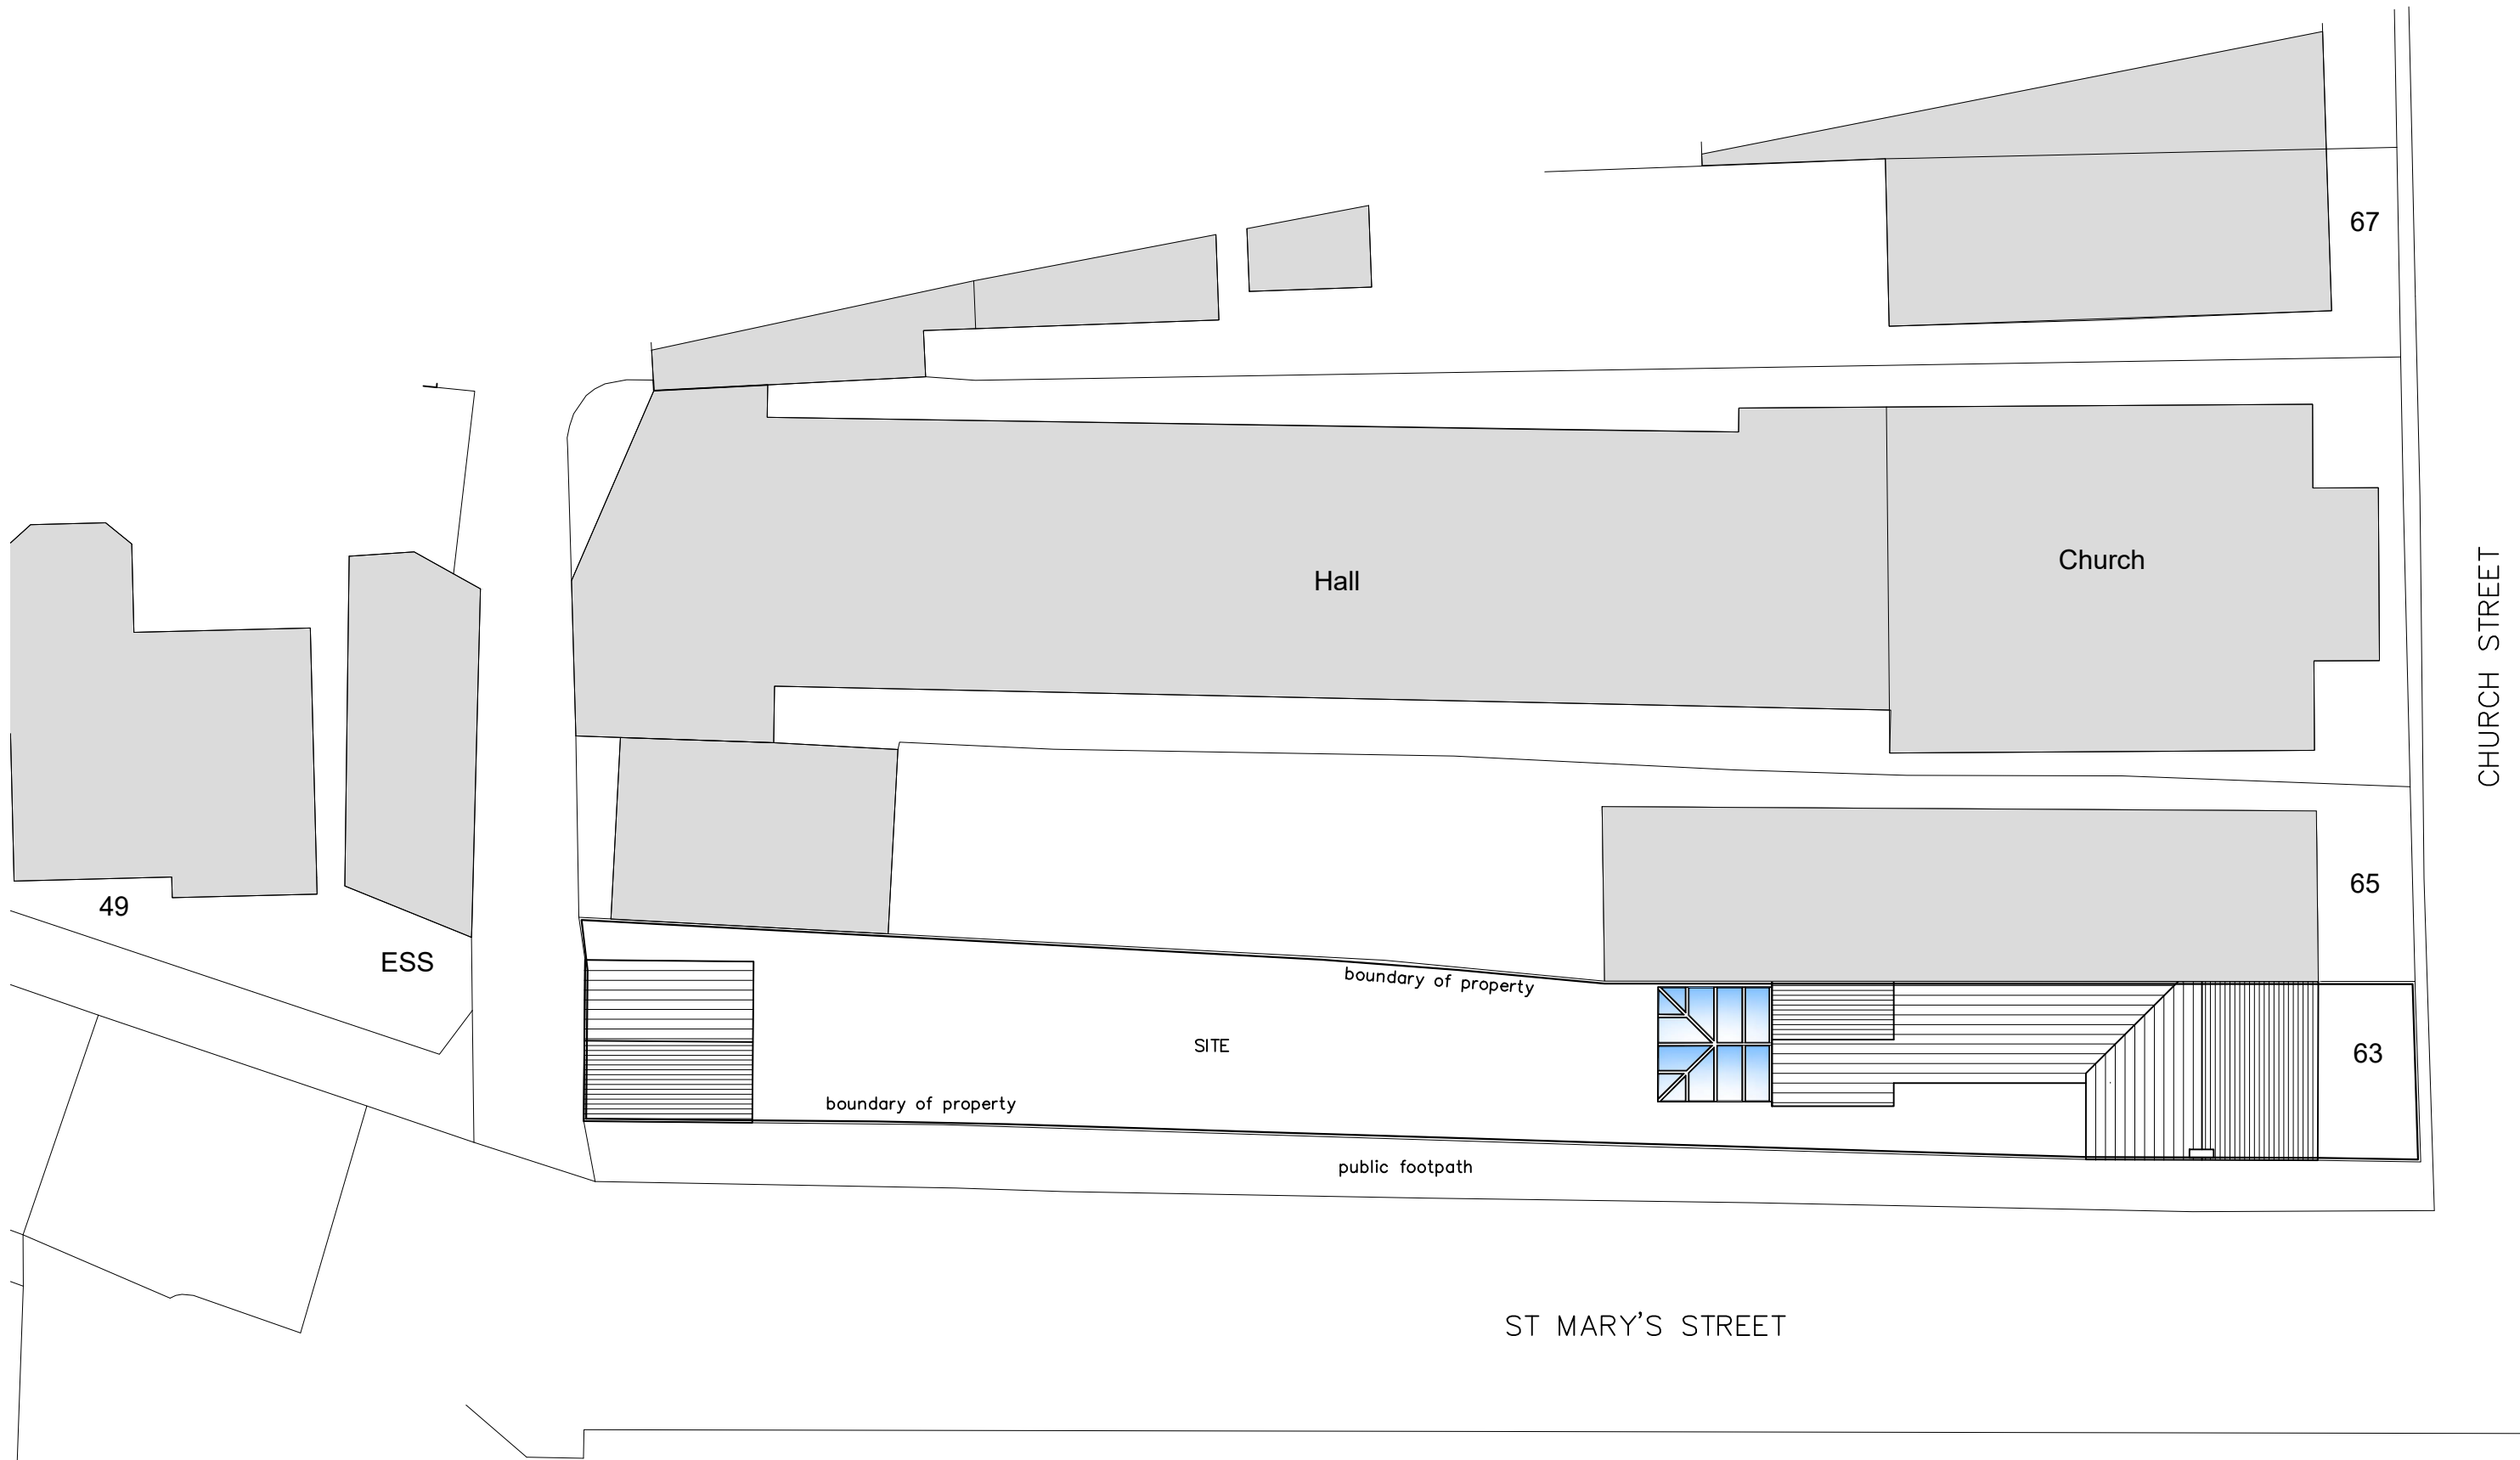 67
CHURCH STREET
Church
Hall
65
49
ESS
boundary of property
SITE
63
boundary of property
public footpath
ST MARY'S STREET